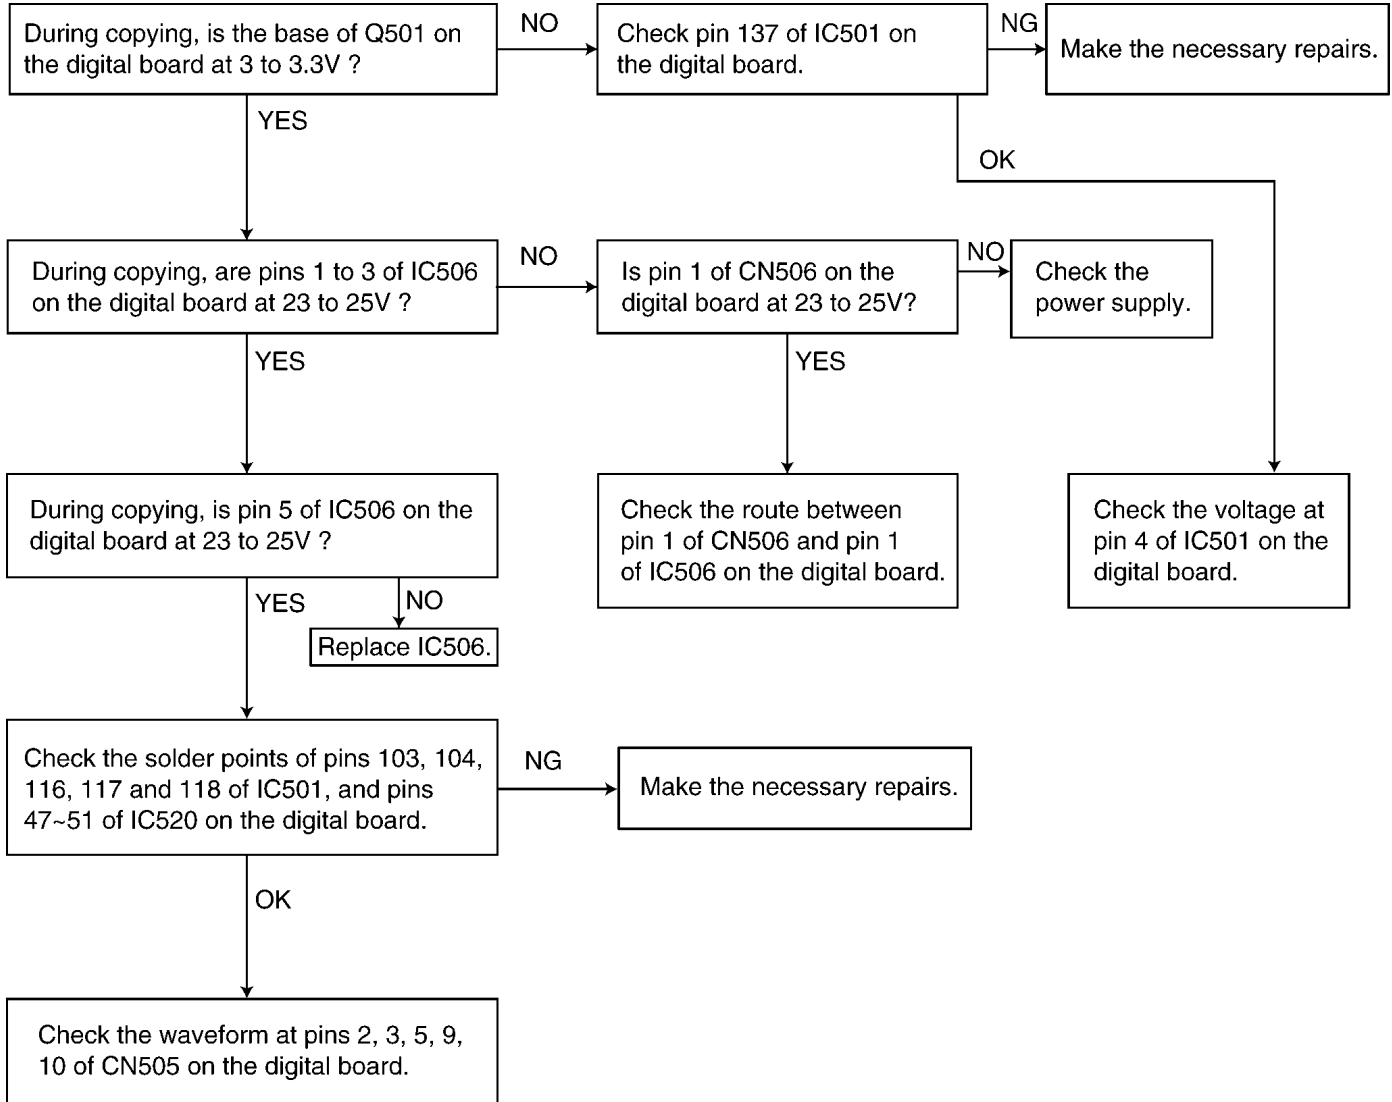 During copying, is the base of Q501 on
the digital board at 3 to 3.3V ?
NO
Check pin 137 of IC501 on
the digital board.
NG
Make the necessary repairs.
YES
OK
During copying, are pins 1 to 3 of IC506
on the digital board at 23 to 25V ?
NO
Is pin 1 of CN506 on the
digital board at 23 to 25V?
NO
Check the
power supply.
YES
YES
During copying, is pin 5 of IC506 on the
digital board at 23 to 25V ?
Check the route between
pin 1 of CN506 and pin 1
of IC506 on the digital board.
Check the voltage at
pin 4 of IC501 on the
digital board.
YES
NO
Replace IC506.
Check the solder points of pins 103, 104,
116, 117 and 118 of IC501, and pins
47~51 of IC520 on the digital board.
NG
Make the necessary repairs.
OK
Check the waveform at pins 2, 3, 5, 9,
10 of CN505 on the digital board.